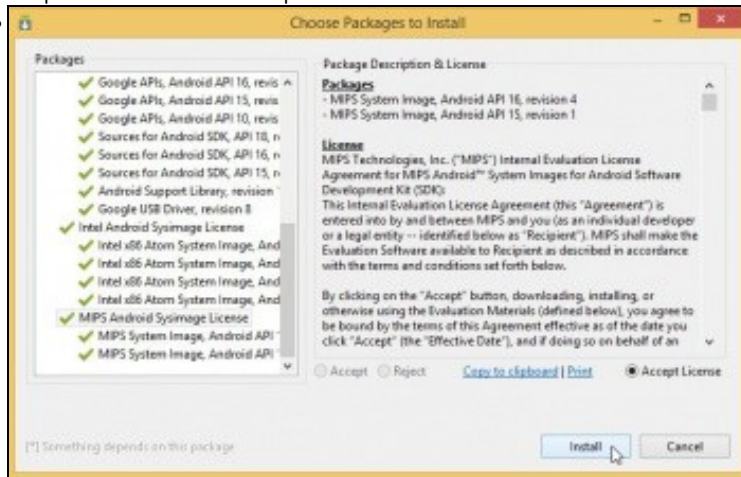 Choose Packages to Install
Packages
Google APIs, Android API 16, revis
Google APIs, Android API 15, revis
Google APIs, Android API 10, revis
Sources for Android SDK, API 18, r
Sources for Android SDK, API 16, r
Sources for Android SDK, API 15, r
Android Support Library, revision
Google USB Driver, revision 8
Intel Android Sysimage License
Intel x86 Atom System Image, And
Intel x86 Atom System Image, And
Intel x86 Atom System Image, And
Intel x86 Atom System Image, And
MIPS Android Sysimage License
MIPS System Image, Android API
MIPS System Image, Android API
Package Description & License
Packages
- MIPS System Image, Android API 16, revision 4
- MIPS System Image, Android API 15, revision 1
License
MIPS Technologies, Inc. ("MIPS") Internal Evaluation License
Agreement for MIPS Android™ System Images for Android Software
Development Kit (SDK):
This Internal Evaluation License Agreement (this "Agreement") is
entered into by and between MIPS and you (as an individual developer
or a legal entity -- identified below as "Recipient"). MIPS shall make the
Evaluation Software available to Recipient as described in accordance
with the terms and conditions set forth below.
By clicking on the "Accept" button, downloading, installing, or
otherwise using the Evaluation Materials (defined below), you agree to
be bound by the terms of this Agreement effective as of the date you
click "Accept" (the "Effective Date"), and if doing so on behalf of an
Accept Reject Copy to clipboard | Print Accept License
[*] Something depends on this package
Install Cancel